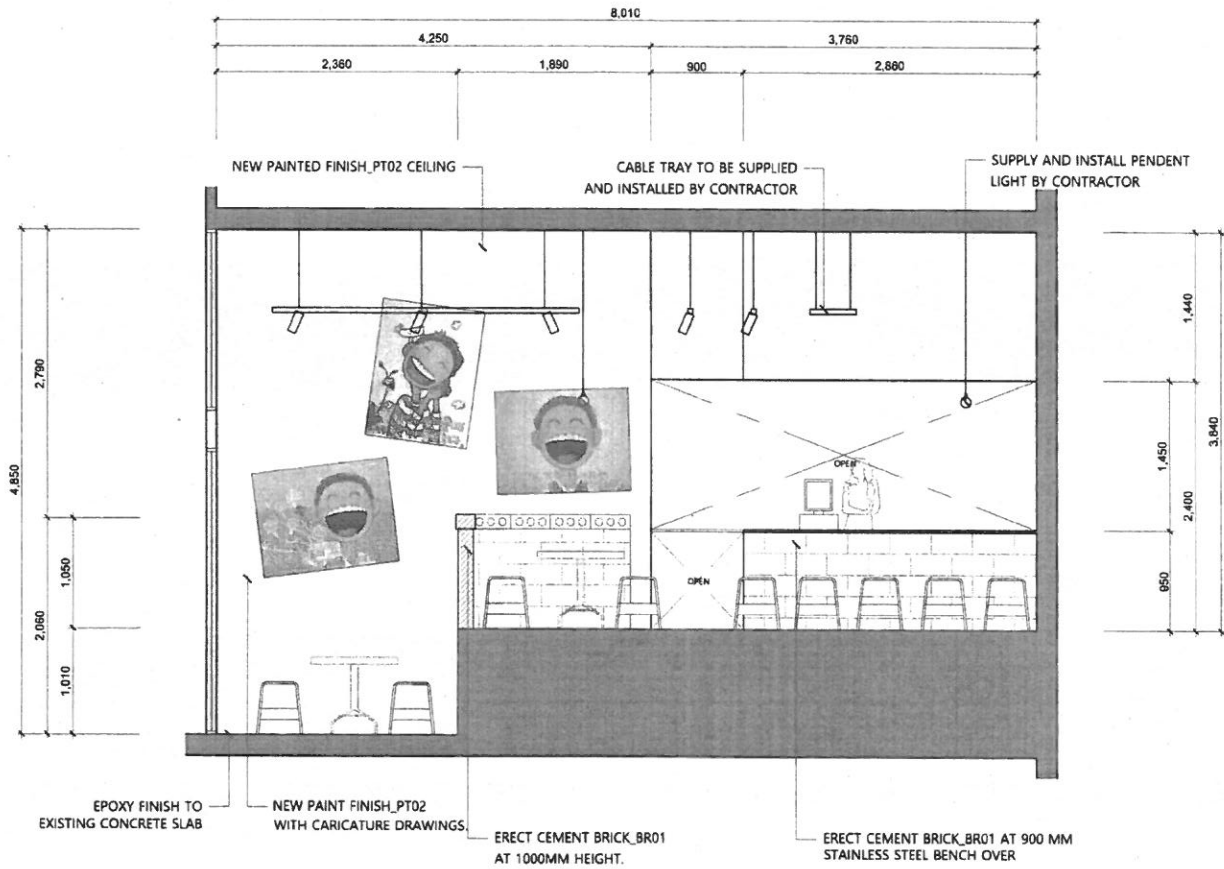 8,010
4,250
3,760
2,360
1,890
900
2,860
NEW PAINTED FINISH_PT02 CEILING
CABLE TRAY TO BE SUPPLIED
AND INSTALLED BY CONTRACTOR
SUPPLY AND INSTALL PENDENT
LIGHT BY CONTRACTOR
4,850
2,790
2,060
1,050
1,010
1,440
1,450
950
2,400
3,840
OPEN
OPEN
EPOXY FINISH TO
EXISTING CONCRETE SLAB
NEW PAINT FINISH_PT02
WITH CARICATURE DRAWINGS.
ERECT CEMENT BRICK_BR01
AT 1000MM HEIGHT.
ERECT CEMENT BRICK_BR01 AT 900 MM
STAINLESS STEEL BENCH OVER